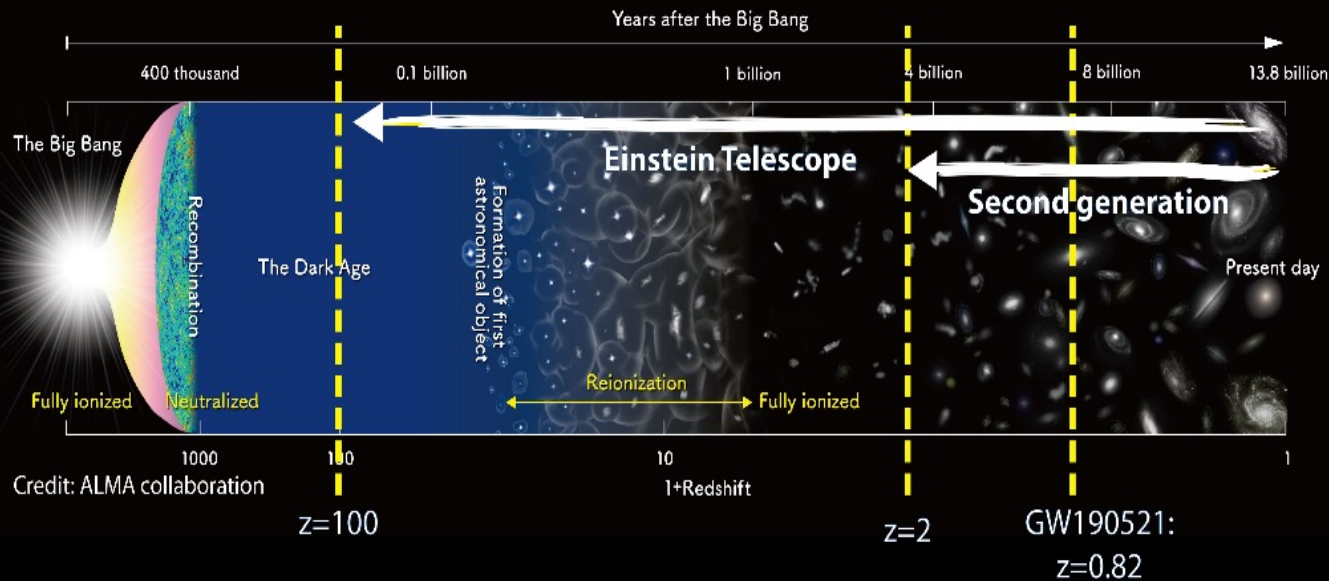 Years after the Big Bang
400 thousand
0.1 billion
1 billion
4 billion
8 billion
13.8 billion
The Big Bang
Einstein Telescope
Second generation
Recombination
The Dark Age
Formation of first
astronomical object
Present day
Fully ionized
Neutralized
Reionization
Fully ionized
1000
100
10
1
Credit: ALMA collaboration
1+Redshift
z=100
z=2
GW190521:
z=0.82